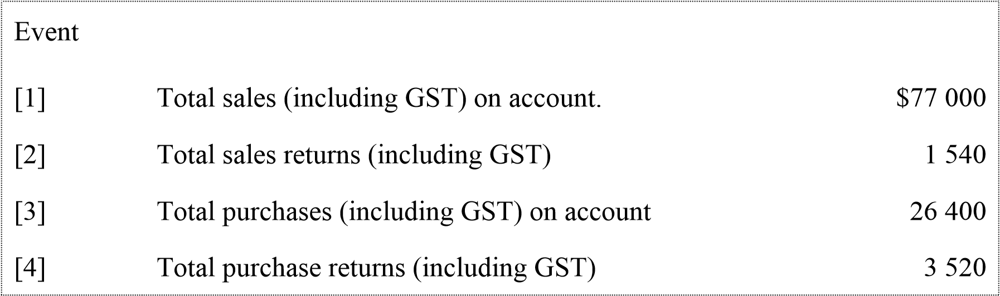 Event
[1] Total sales (including GST) on account. $77 000
[2] Total sales returns (including GST) 1 540
[3] Total purchases (including GST) on account 26 400
[4] Total purchase returns (including GST) 3 520